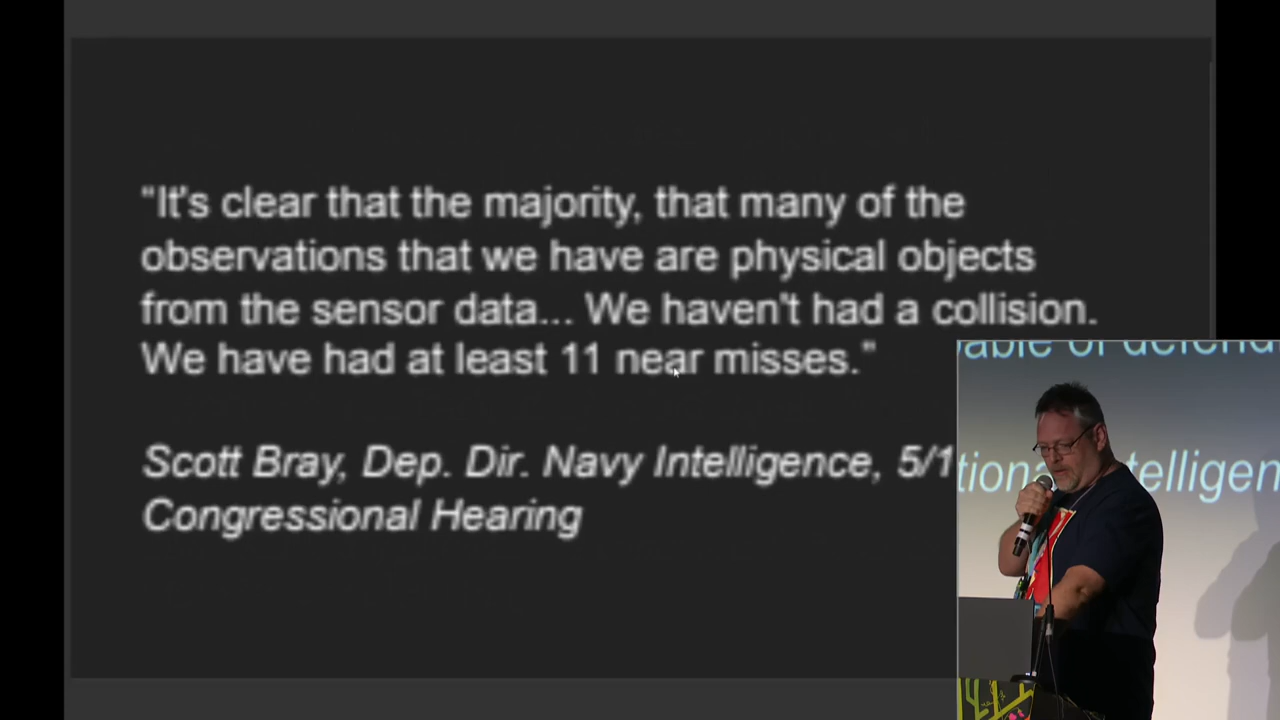 "It's clear that the majority, that many of the
observations that we have are physical objects
from the sensor data... We haven't had a collision.
We have had at least 11 near misses."
Scott Bray, Dep. Dir. Navy Intelligence, 5/1
Congressional Hearing
of defend